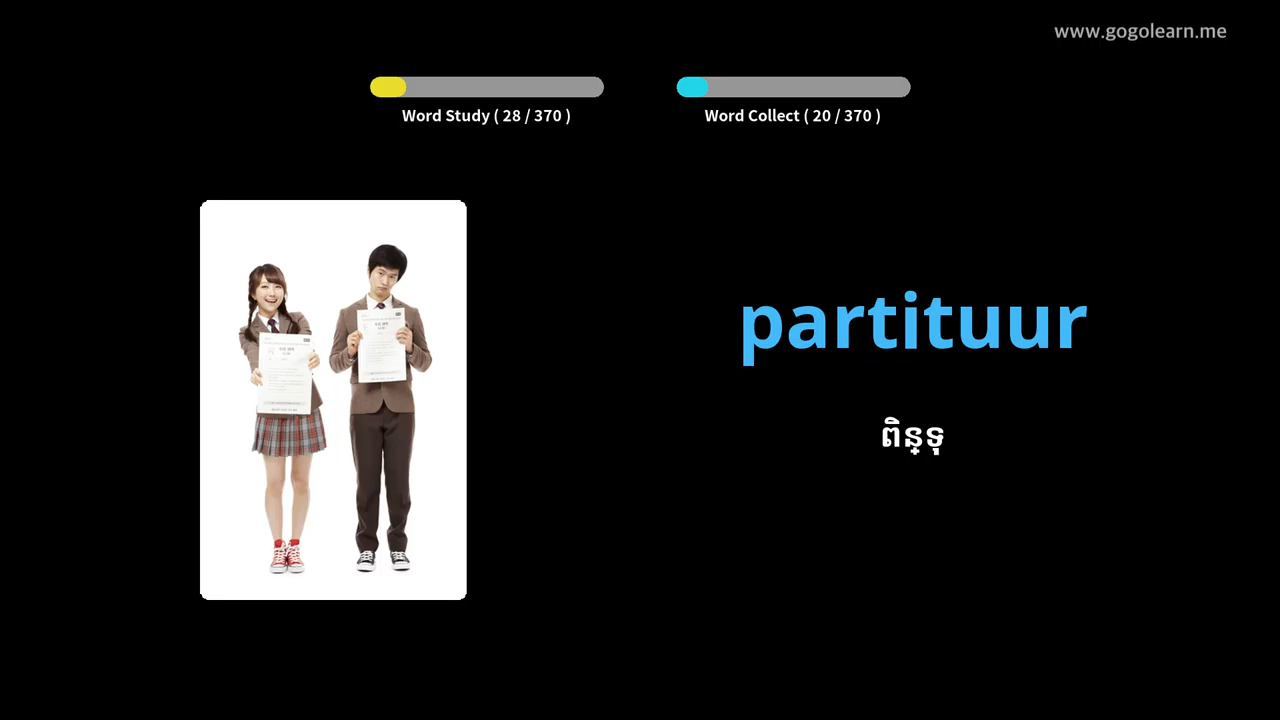 www.gogolearn.me
Word Study ( 28 / 370 )
Word Collect ( 20 / 370 )
partituur
ពិន្ទុ